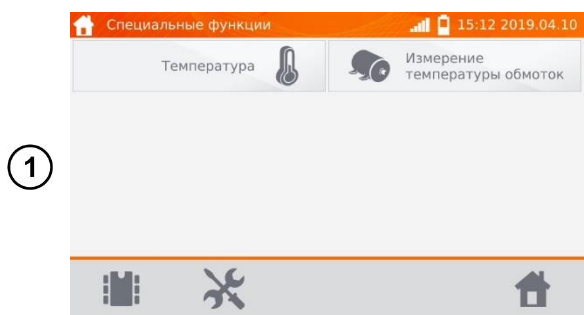 Специальные функции 15:12 2019.04.10
Температура
Измерение
температуры обмоток
1